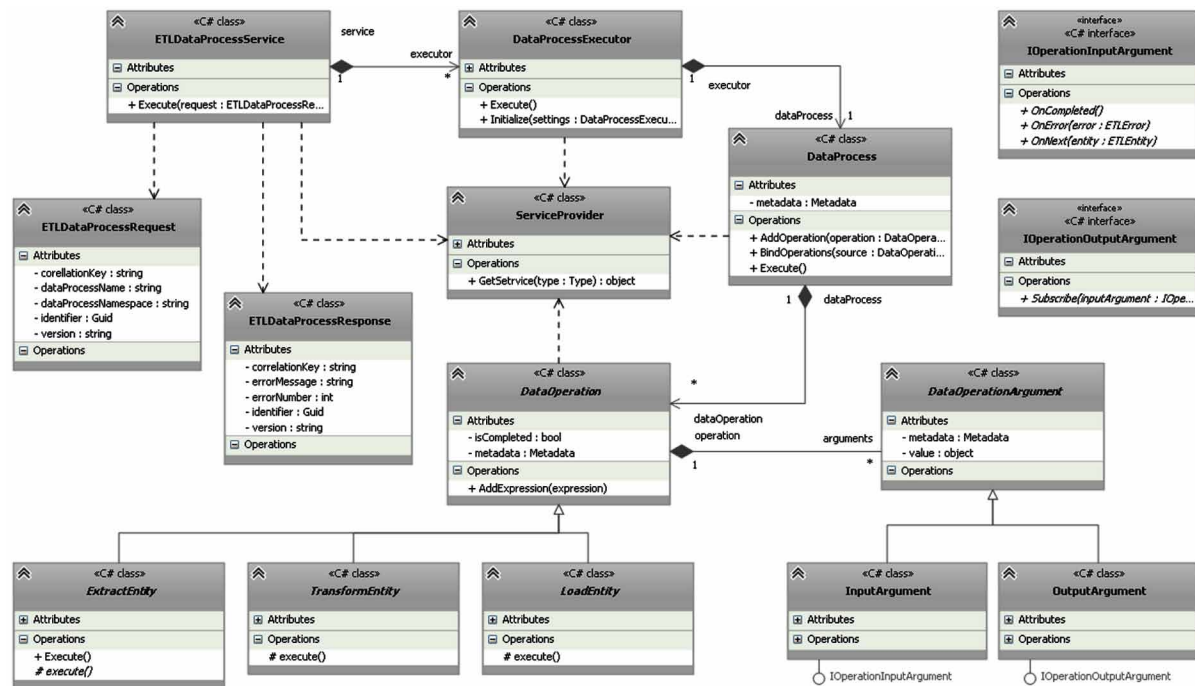 «C# class»
ETLDataProcessService
Attributes
Operations
+ Execute(request : ETLDataProcessRe...
service
executor
1
*
«C# class»
DataProcessExecutor
Attributes
Operations
+ Execute()
+ Initialize(settings : DataProcessExecu...
1
executor
dataProcess
1
«interface»
«C# interface»
IOperationInputArgument
Attributes
Operations
+ OnCompleted()
+ OnError(error : ETLError)
+ OnNext(entity : ETLEntity)
«C# class»
DataProcess
Attributes
- metadata : Metadata
Operations
+ AddOperation(operation : DataOpera...
+ BindOperations(source : DataOperati...
+ Execute()
1
dataProcess
«C# class»
ETLDataProcessRequest
Attributes
- corellationKey : string
- dataProcessName : string
- dataProcessNamespace : string
- identifier : Guid
- version : string
Operations
«C# class»
ServiceProvider
Attributes
Operations
+ GetSetrvice(type : Type) : object
«interface»
«C# interface»
IOperationOutputArgument
Attributes
Operations
+ Subscribe(inputArgument : IOpe...
«C# class»
ETLDataProcessResponse
Attributes
- correlationKey : string
- errorMessage : string
- errorNumber : int
- identifier : Guid
- version : string
Operations
«C# class»
DataOperation
Attributes
- isCompleted : bool
- metadata : Metadata
Operations
+ AddExpression(expression)
*
dataOperation
operation
1
arguments
*
«C# class»
DataOperationArgument
Attributes
- metadata : Metadata
- value : object
Operations
«C# class»
ExtractEntity
Attributes
Operations
+ Execute()
# execute()
«C# class»
TransformEntity
Attributes
Operations
# execute()
«C# class»
LoadEntity
Attributes
Operations
# execute()
«C# class»
InputArgument
Attributes
Operations
IOperationInputArgument
«C# class»
OutputArgument
Attributes
Operations
IOperationOutputArgument